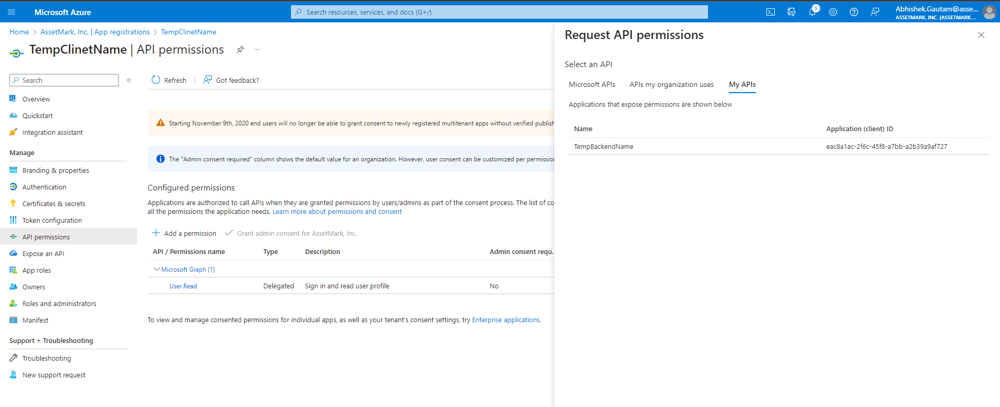 Microsoft Azure
Search resources, services, and docs (G+/)
5
Abhishek.Gautam@asse...
ASSETMARK, INC. (ASSETMARK....
Home > AssetMark, Inc. | App registrations > TempClinetName
TempClinetName | API permissions
...
Search
«
Overview
Quickstart
Integration assistant
Manage
Branding & properties
Authentication
Certificates & secrets
Token configuration
API permissions
Expose an API
App roles
Owners
Roles and administrators
Manifest
Support + Troubleshooting
Troubleshooting
New support request
Refresh
Got feedback?
Starting November 9th, 2020 end users will no longer be able to grant consent to newly registered multitenant apps without verified publish
The "Admin consent required" column shows the default value for an organization. However, user consent can be customized per permission
Configured permissions
Applications are authorized to call APIs when they are granted permissions by users/admins as part of the consent process. The list of co
all the permissions the application needs. Learn more about permissions and consent
Add a permission
Grant admin consent for AssetMark, Inc.
API / Permissions name Type Description Admin consent requ.
Microsoft Graph (1)
User.Read Delegated Sign in and read user profile No
To view and manage consented permissions for individual apps, as well as your tenant's consent settings, try Enterprise applications.
Request API permissions
Select an API
Microsoft APIs APIs my organization uses My APIs
Applications that expose permissions are shown below
Name Application (client) ID
TempBackendName eac8a1ac-2f6c-45f8-a7bb-a2b39a9af727